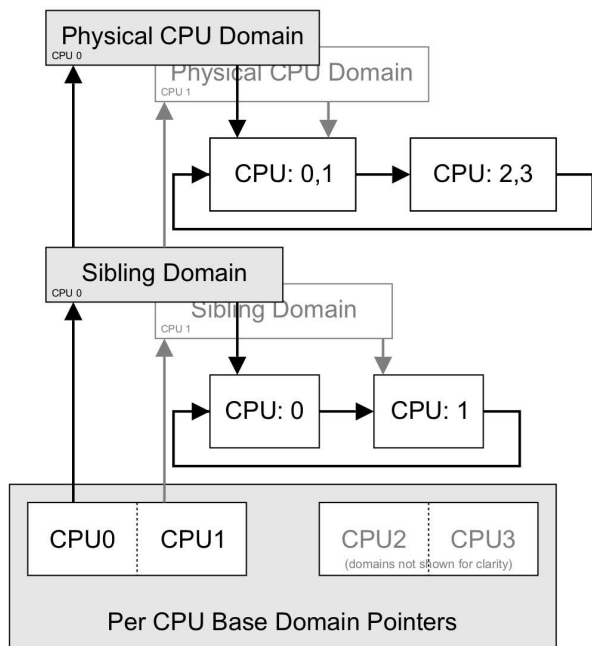 Physical CPU Domain
CPU 0
Physical CPU Domain
CPU 1
CPU: 0,1
CPU: 2,3
Sibling Domain
CPU 0
Sibling Domain
CPU 1
CPU: 0
CPU: 1
CPU0
CPU1
CPU2
CPU3
(domains not shown for clarity)
Per CPU Base Domain Pointers